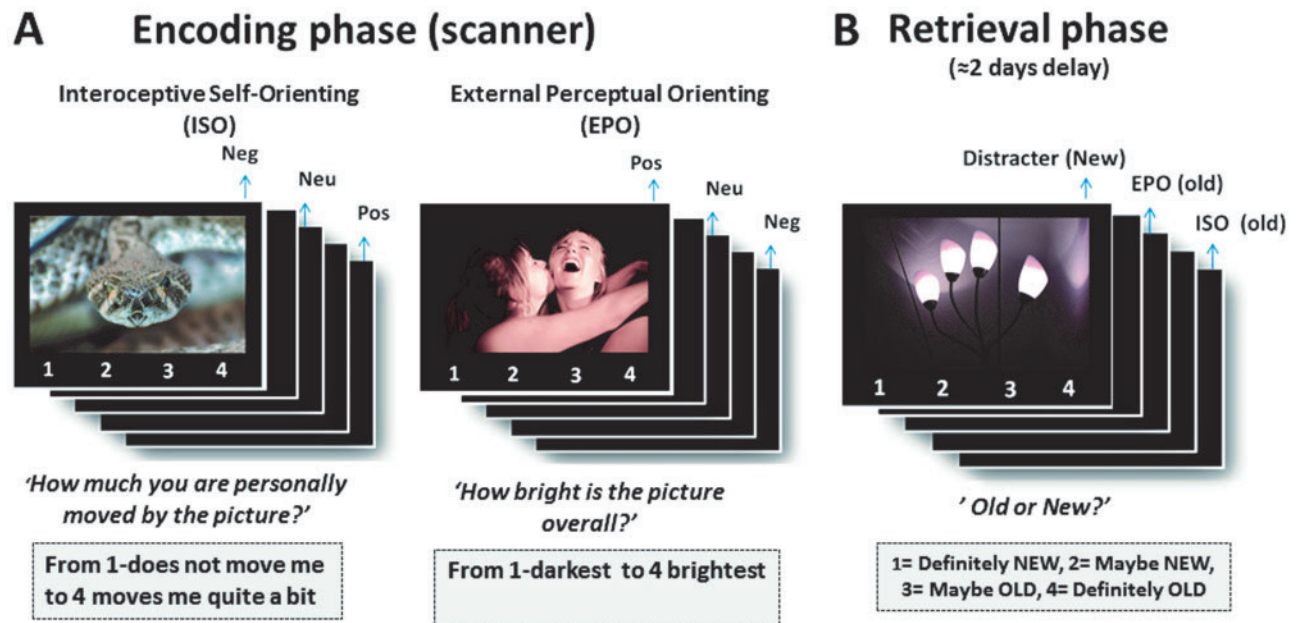 A Encoding phase (scanner)
Interoceptive Self-Orienting
(ISO)
Neg
Neu
Pos
1 2 3 4
'How much you are personally
moved by the picture?'
From 1-does not move me
to 4 moves me quite a bit
External Perceptual Orienting
(EPO)
Pos
Neu
Neg
1 2 3 4
'How bright is the picture
overall?'
From 1-darkest to 4 brightest
B Retrieval phase
(≈2 days delay)
Distracter (New)
EPO (old)
ISO (old)
1 2 3 4
' Old or New?'
1= Definitely NEW, 2= Maybe NEW,
3= Maybe OLD, 4= Definitely OLD